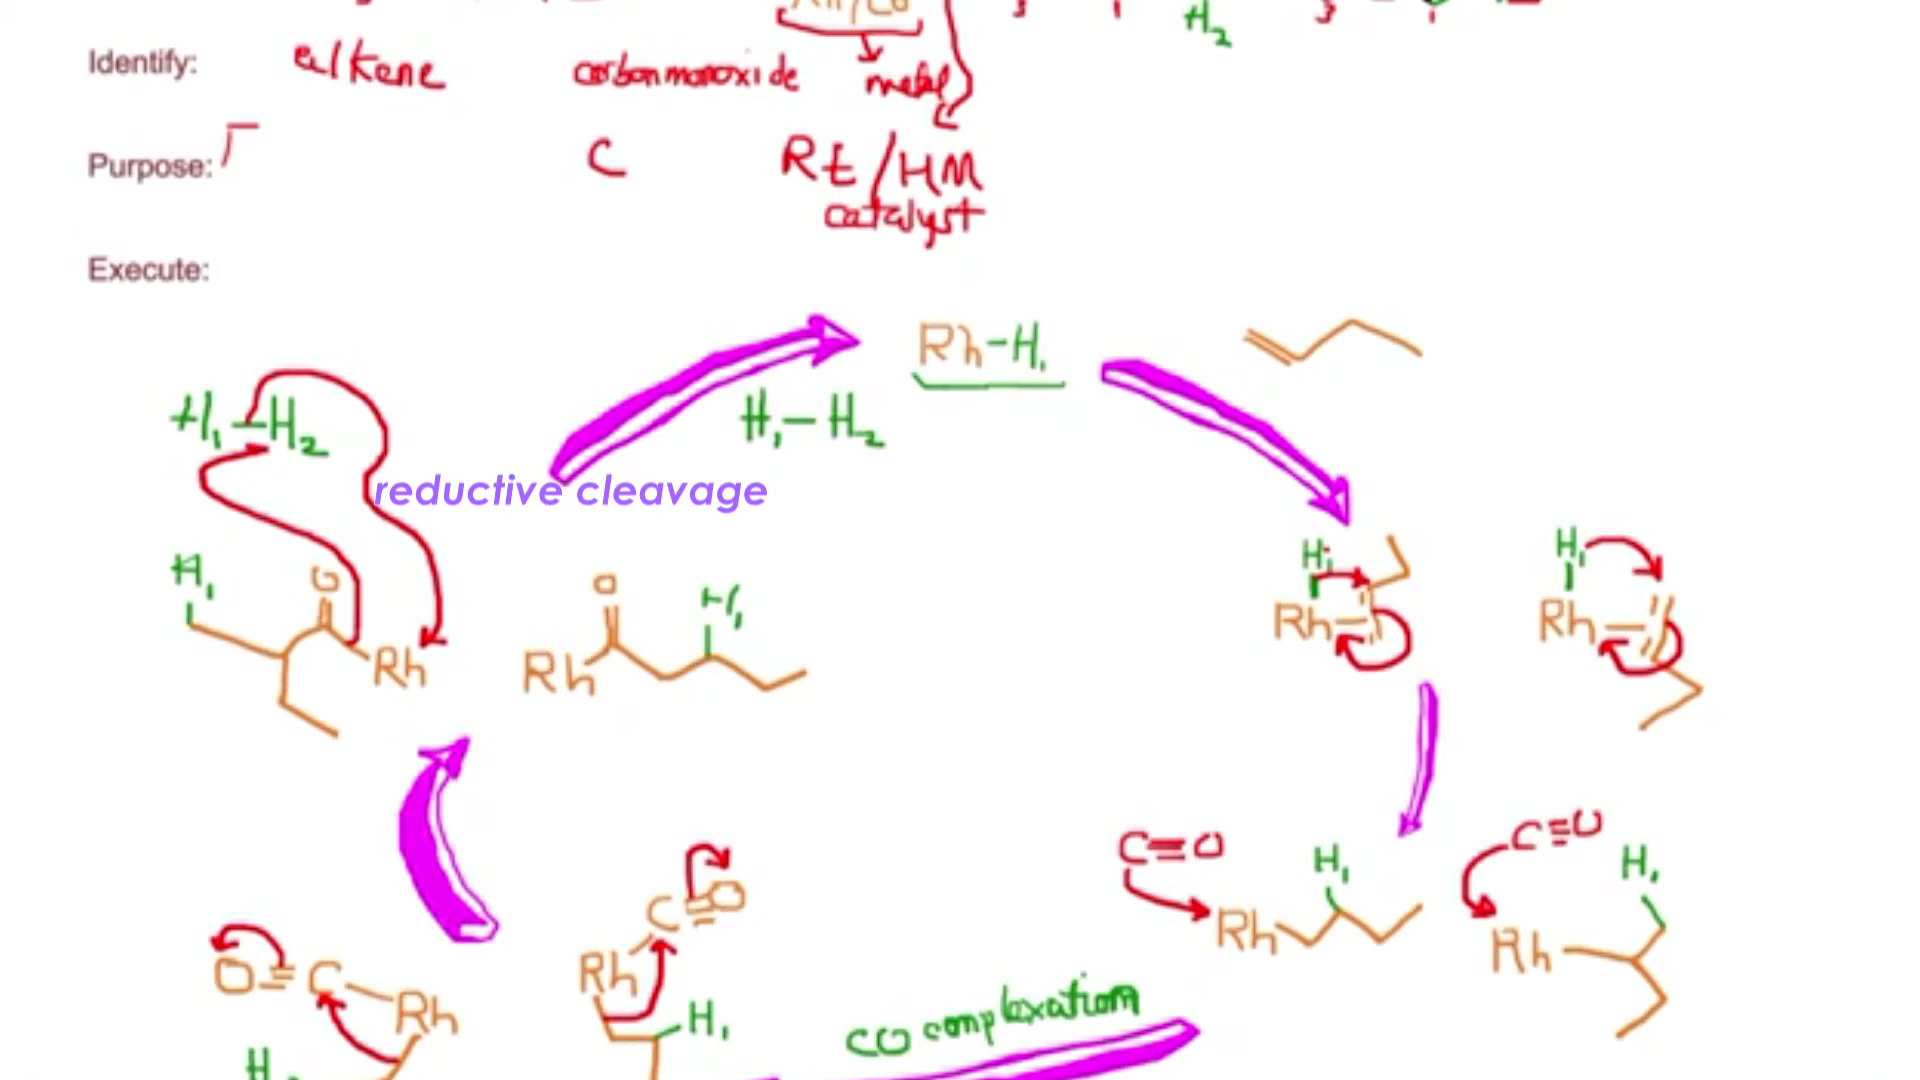 H₂
Identify: alkene carbonmonoxide metal
Purpose: C Rt/HM
catalyst
Execute:
Rh-H₁
H₁-H₂ H₁-H₂
reductive cleavage
H₁ H₁
H₁ O O H₁
Rh Rh
Rh Rh
C≡O C≡O
H₁ H₁
C≡O
Rh Rh
O≡C-Rh Rh
H₁
CO complexation
H